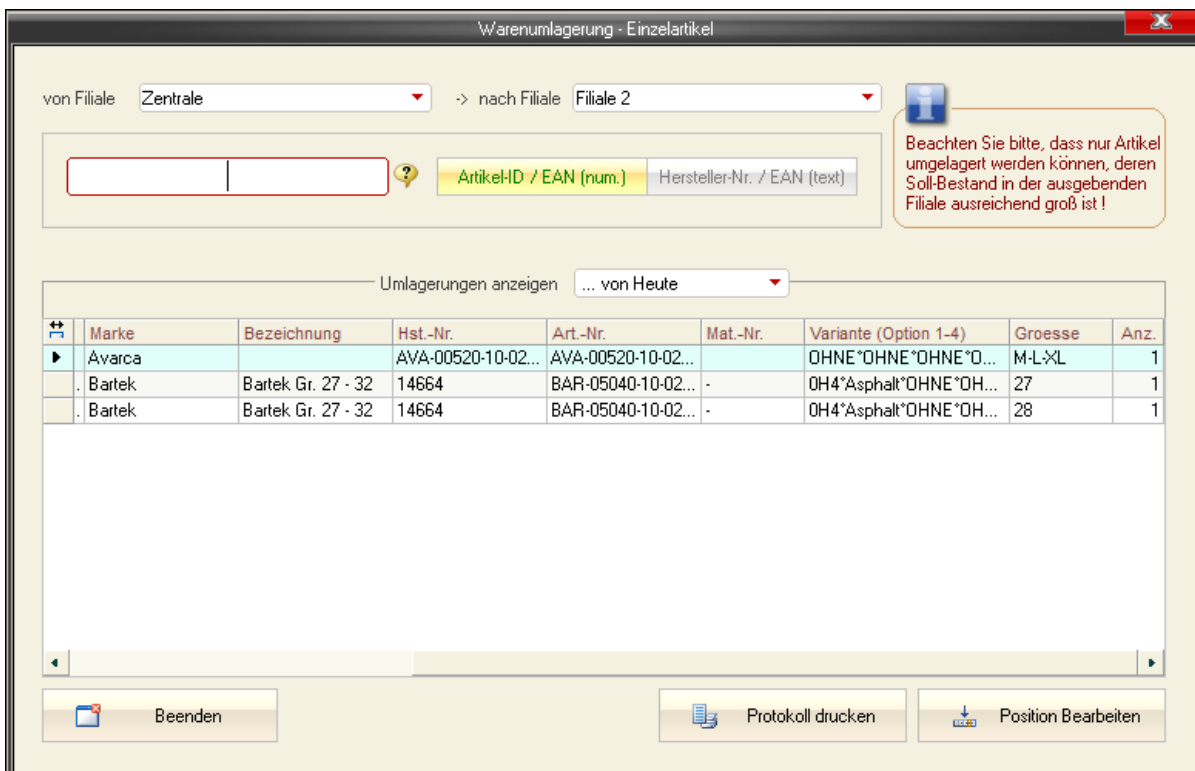 Warenumlagerung - Einzelartikel
von Filiale Zentrale -> nach Filiale Filiale 2
Artikel-ID / EAN (num.) Hersteller-Nr. / EAN (text)
Beachten Sie bitte, dass nur Artikel
umgelagert werden können, deren
Soll-Bestand in der ausgebenden
Filiale ausreichend groß ist !
Umlagerungen anzeigen ... von Heute
Marke Bezeichnung Hst.-Nr. Art.-Nr. Mat.-Nr. Variante (Option 1-4) Groesse Anz.
Avarca AVA-00520-10-02... AVA-00520-10-02... OHNE*OHNE*OHNE*O... M-L-XL 1
. Bartek Bartek Gr. 27 - 32 14664 BAR-05040-10-02... - 0H4*Asphalt*OHNE*OH... 27 1
. Bartek Bartek Gr. 27 - 32 14664 BAR-05040-10-02... - 0H4*Asphalt*OHNE*OH... 28 1
Beenden Protokoll drucken Position Bearbeiten